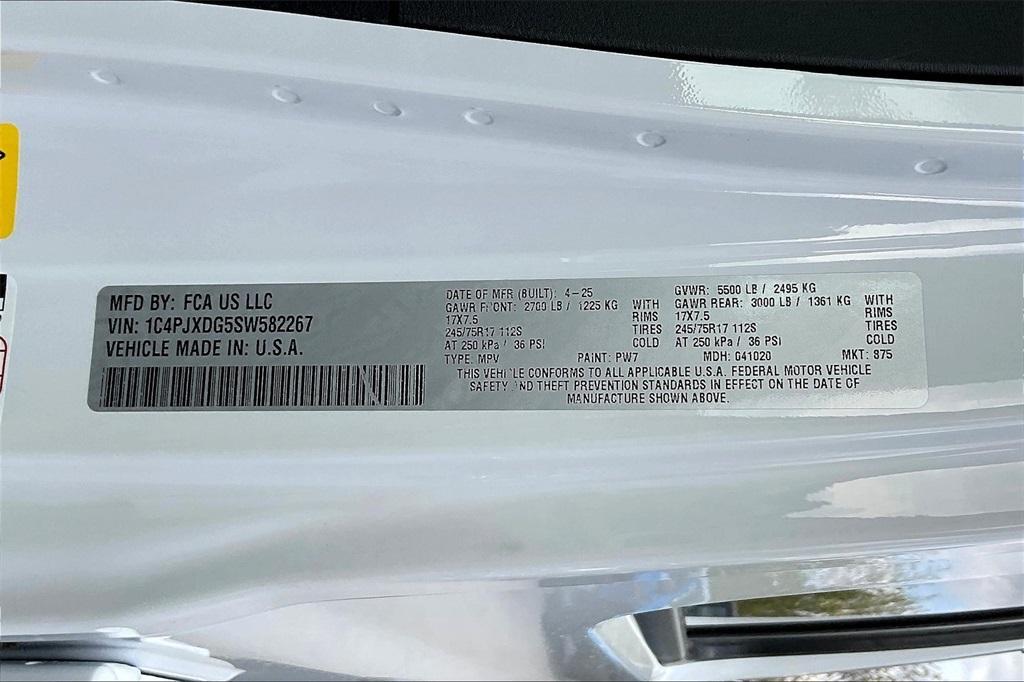 MFD BY: FCA US LLC
VIN: 1C4PJXDG5SW582267
VEHICLE MADE IN: U.S.A.
DATE OF MFR (BUILT): 4-25
GAWR FRONT: 2700 LB / 1225 KG WITH
17X7.5 RIMS
245/75R17 112S TIRES
AT 250 kPa / 36 PSI COLD
GVWR: 5500 LB / 2495 KG
GAWR REAR: 3000 LB / 1361 KG WITH
17X7.5 RIMS
245/75R17 112S TIRES
AT 250 kPa / 36 PSI COLD
TYPE: MPV PAINT: PW7 MDH: 041020 MKT: 875
THIS VEHICLE CONFORMS TO ALL APPLICABLE U.S.A. FEDERAL MOTOR VEHICLE
SAFETY AND THEFT PREVENTION STANDARDS IN EFFECT ON THE DATE OF
MANUFACTURE SHOWN ABOVE.